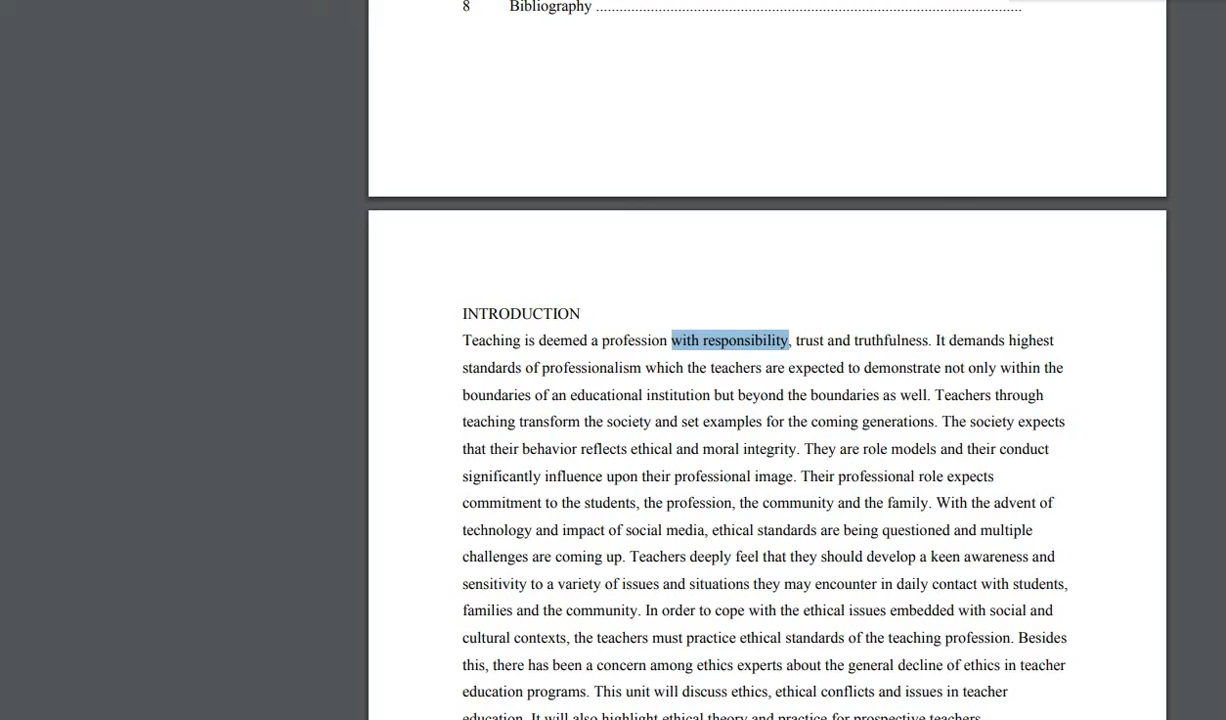 8 Bibliography ..................................................................................................................
INTRODUCTION
Teaching is deemed a profession with responsibility, trust and truthfulness. It demands highest
standards of professionalism which the teachers are expected to demonstrate not only within the
boundaries of an educational institution but beyond the boundaries as well. Teachers through
teaching transform the society and set examples for the coming generations. The society expects
that their behavior reflects ethical and moral integrity. They are role models and their conduct
significantly influence upon their professional image. Their professional role expects
commitment to the students, the profession, the community and the family. With the advent of
technology and impact of social media, ethical standards are being questioned and multiple
challenges are coming up. Teachers deeply feel that they should develop a keen awareness and
sensitivity to a variety of issues and situations they may encounter in daily contact with students,
families and the community. In order to cope with the ethical issues embedded with social and
cultural contexts, the teachers must practice ethical standards of the teaching profession. Besides
this, there has been a concern among ethics experts about the general decline of ethics in teacher
education programs. This unit will discuss ethics, ethical conflicts and issues in teacher
education. It will also highlight ethical theory and practice for prospective teachers.